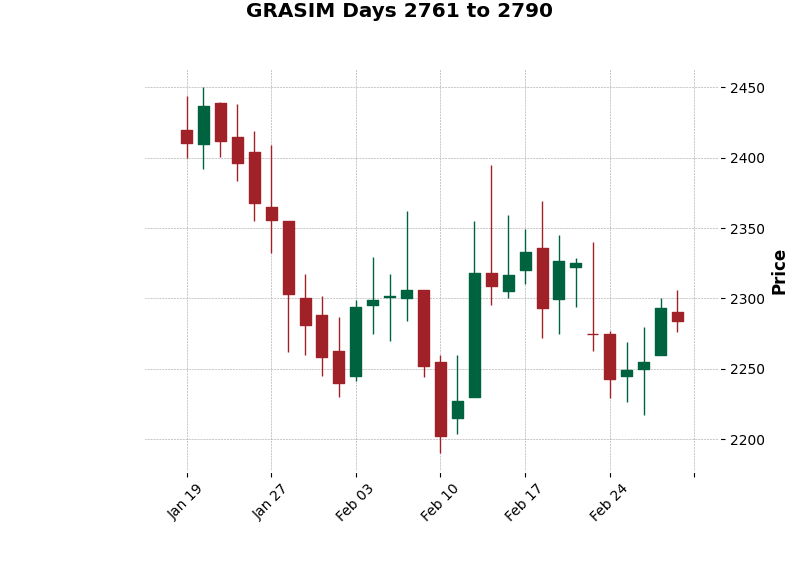 GRASIM Days 2761 to 2790
2450
2400
2350
2300
2250
2200
Price
Jan 19
Jan 27
Feb 03
Feb 10
Feb 17
Feb 24